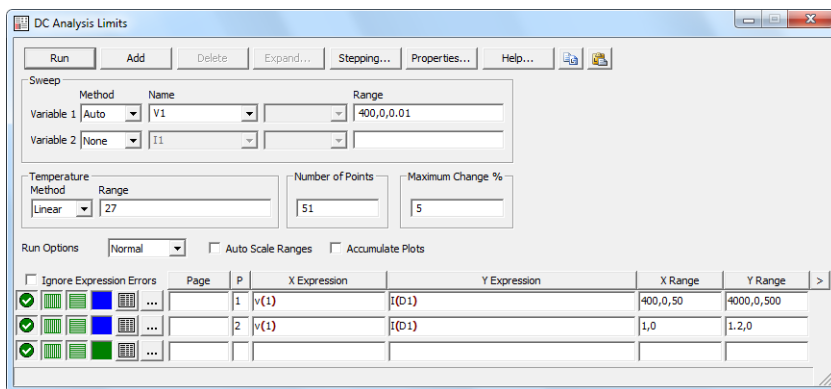 DC Analysis Limits
Run Add Delete Expand... Stepping... Properties... Help...
Sweep
Method Name Range
Variable 1 Auto V1 400,0,0.01
Variable 2 None I1
Temperature Number of Points Maximum Change %
Method Range
Linear 27 51 5
Run Options Normal Auto Scale Ranges Accumulate Plots
Ignore Expression Errors Page P X Expression Y Expression X Range Y Range >
... 1 v(1) I(D1) 400,0,50 4000,0,500
... 2 v(1) I(D1) 1,0 1.2,0
...